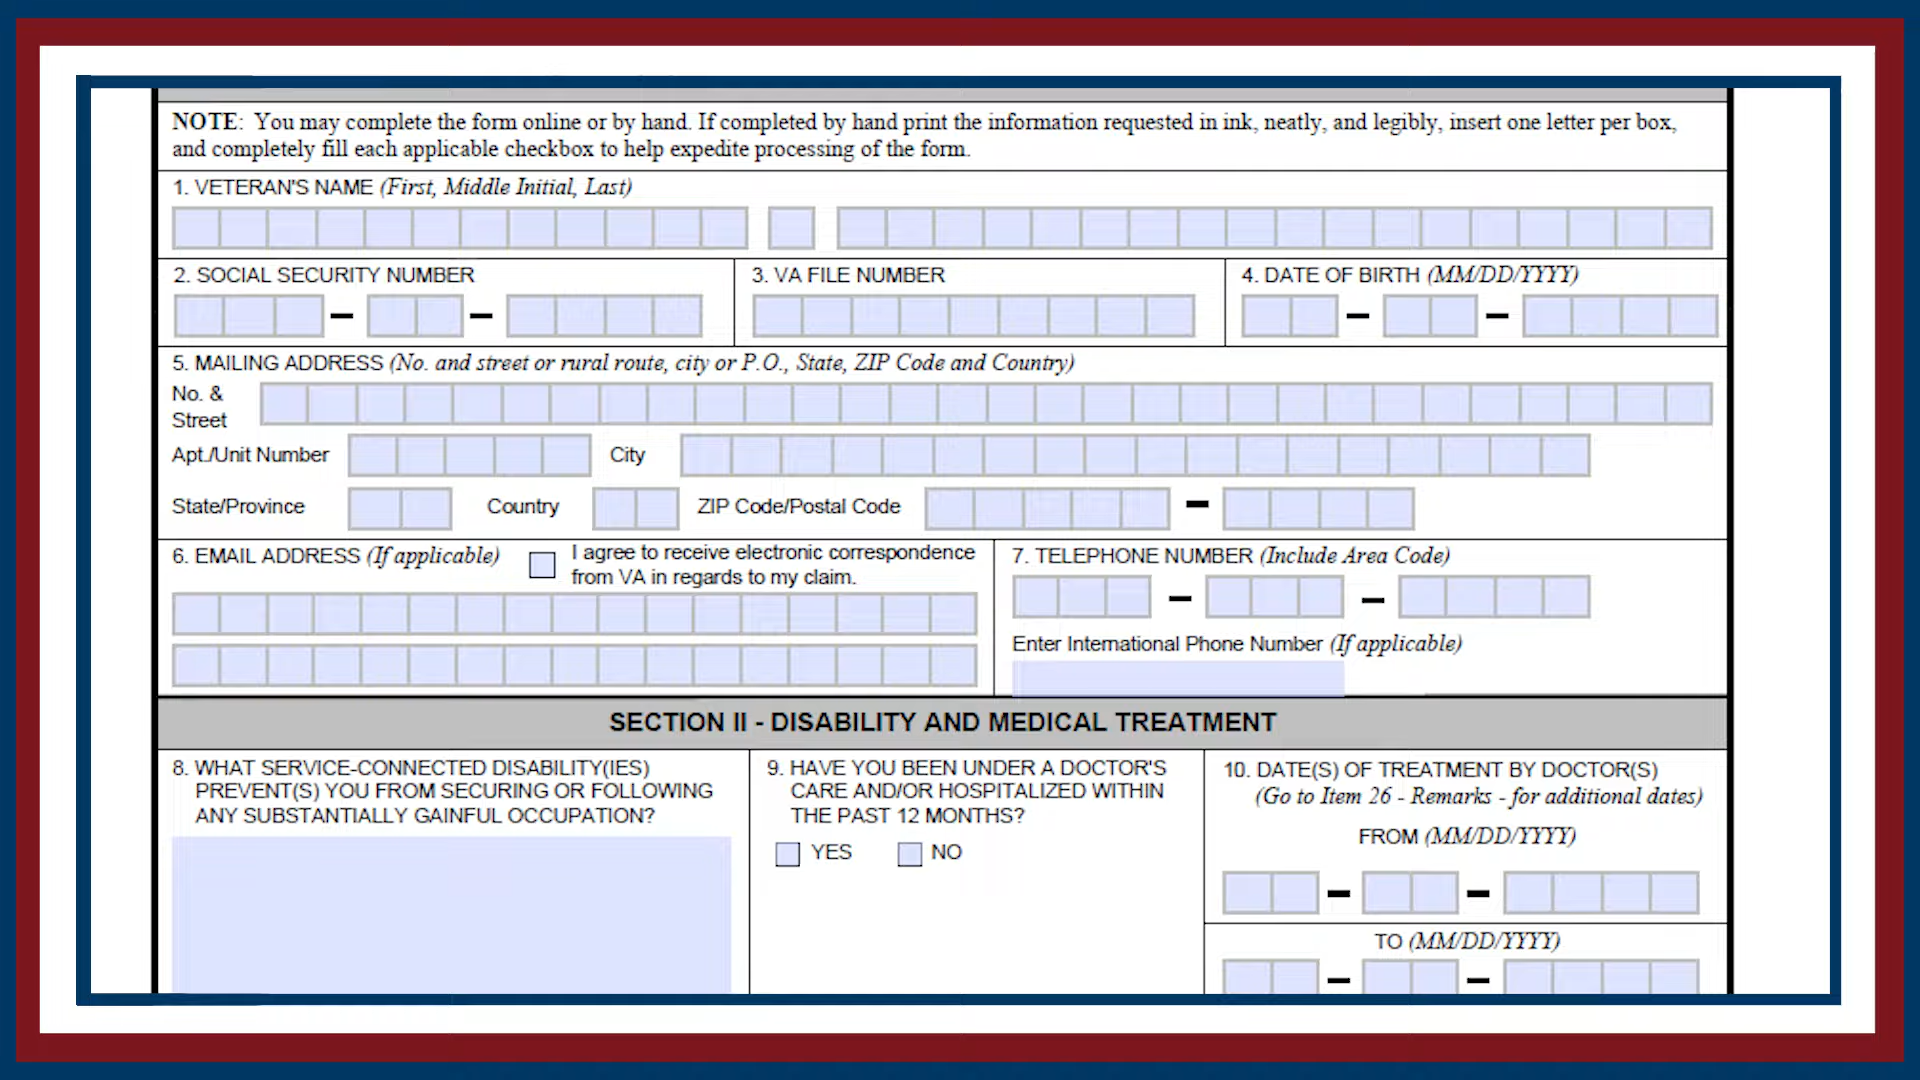 NOTE: You may complete the form online or by hand. If completed by hand print the information requested in ink, neatly, and legibly, insert one letter per box,
and completely fill each applicable checkbox to help expedite processing of the form.
1. VETERAN'S NAME (First, Middle Initial, Last)
2. SOCIAL SECURITY NUMBER
3. VA FILE NUMBER
4. DATE OF BIRTH (MM/DD/YYYY)
5. MAILING ADDRESS (No. and street or rural route, city or P.O., State, ZIP Code and Country)
No. &
Street
Apt./Unit Number
City
State/Province
Country
ZIP Code/Postal Code
6. EMAIL ADDRESS (If applicable)
I agree to receive electronic correspondence
from VA in regards to my claim.
7. TELEPHONE NUMBER (Include Area Code)
Enter International Phone Number (If applicable)
SECTION II - DISABILITY AND MEDICAL TREATMENT
8. WHAT SERVICE-CONNECTED DISABILITY(IES)
PREVENT(S) YOU FROM SECURING OR FOLLOWING
ANY SUBSTANTIALLY GAINFUL OCCUPATION?
9. HAVE YOU BEEN UNDER A DOCTOR'S
CARE AND/OR HOSPITALIZED WITHIN
THE PAST 12 MONTHS?
YES
NO
10. DATE(S) OF TREATMENT BY DOCTOR(S)
(Go to Item 26 - Remarks - for additional dates)
FROM (MM/DD/YYYY)
TO (MM/DD/YYYY)